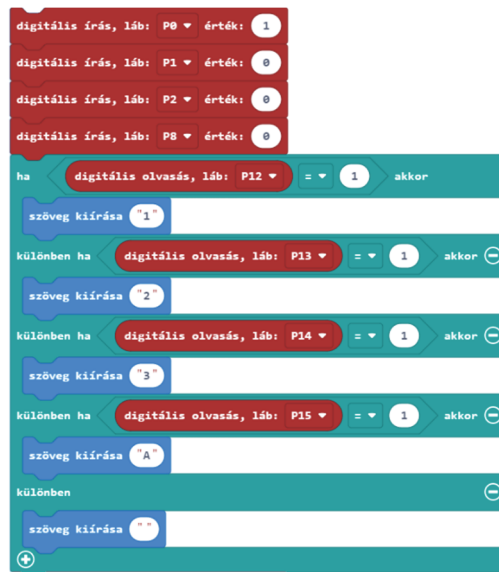 digitális írás, láb: P0 érték: 1
digitális írás, láb: P1 érték: 0
digitális írás, láb: P2 érték: 0
digitális írás, láb: P8 érték: 0
ha digitális olvasás, láb: P12 = 1 akkor
szöveg kiírása "1"
különben ha digitális olvasás, láb: P13 = 1 akkor
szöveg kiírása "2"
különben ha digitális olvasás, láb: P14 = 1 akkor
szöveg kiírása "3"
különben ha digitális olvasás, láb: P15 = 1 akkor
szöveg kiírása "A"
különben
szöveg kiírása " "